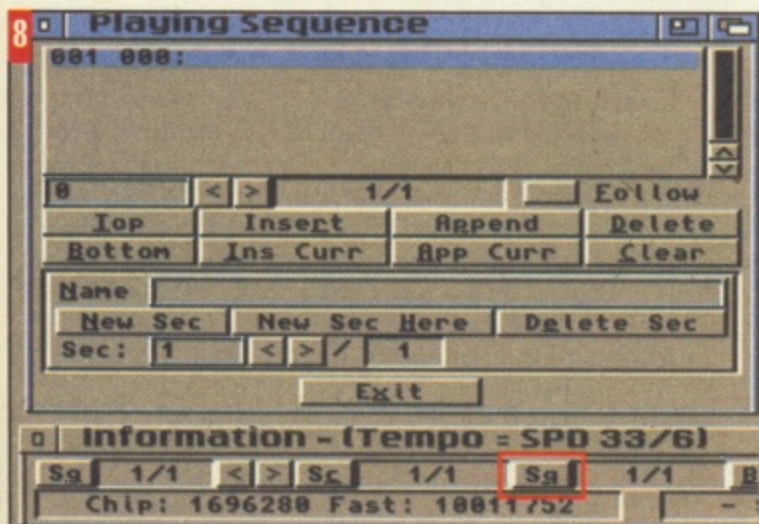 8
Playing Sequence
001 000:
0 < > 1/1 Follow
Top Insert Append Delete
Bottom Ins Curr App Curr Clear
Name
New Sec New Sec Here Delete Sec
Sec: 1 < > / 1
Exit
Information - (Tempo = SPD 33/6)
Sg 1/1 < > Sc 1/1 Sq 1/1 B
Chip: 1696280 Fast: 10011752 -